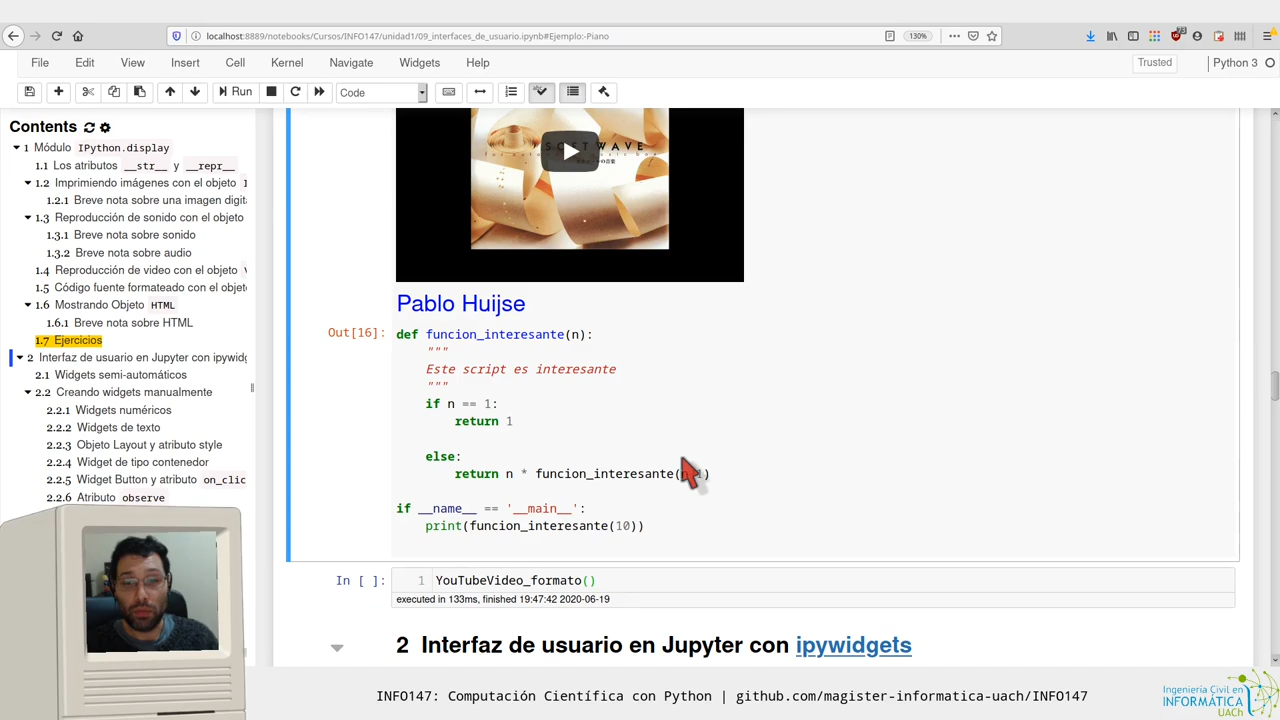 localhost:8889/notebooks/Cursos/INFO147/unidad1/09_interfaces_de_usuario.ipynb#Ejemplo:-Piano
130%
File Edit View Insert Cell Kernel Navigate Widgets Help
Trusted
Python 3
Run
Code
Contents
1 Módulo IPython.display
1.1 Los atributos __str__ y __repr__
1.2 Imprimiendo imágenes con el objeto
1.2.1 Breve nota sobre una imagen digit
1.3 Reproducción de sonido con el objeto
1.3.1 Breve nota sobre sonido
1.3.2 Breve nota sobre audio
1.4 Reproducción de video con el objeto
1.5 Código fuente formateado con el objet
1.6 Mostrando Objeto HTML
1.6.1 Breve nota sobre HTML
1.7 Ejercicios
2 Interfaz de usuario en Jupyter con ipywidg
2.1 Widgets semi-automáticos
2.2 Creando widgets manualmente
2.2.1 Widgets numéricos
2.2.2 Widgets de texto
2.2.3 Objeto Layout y atributo style
2.2.4 Widget de tipo contenedor
2.2.5 Widget Button y atributo on_clic
2.2.6 Atributo observe
SOFTWAVE
Pablo Huijse
Out[16]:
def funcion_interesante(n):
"""
Este script es interesante
"""
if n == 1:
return 1
else:
return n * funcion_interesante(n-1)
if __name__ == '__main__':
print(funcion_interesante(10))
In [ ]:
1 YouTubeVideo_formato()
executed in 133ms, finished 19:47:42 2020-06-19
2 Interfaz de usuario en Jupyter con ipywidgets
INFO147: Computación Científica con Python | github.com/magister-informatica-uach/INFO147
Ingeniería Civil en
INFORMÁTICA
UACh